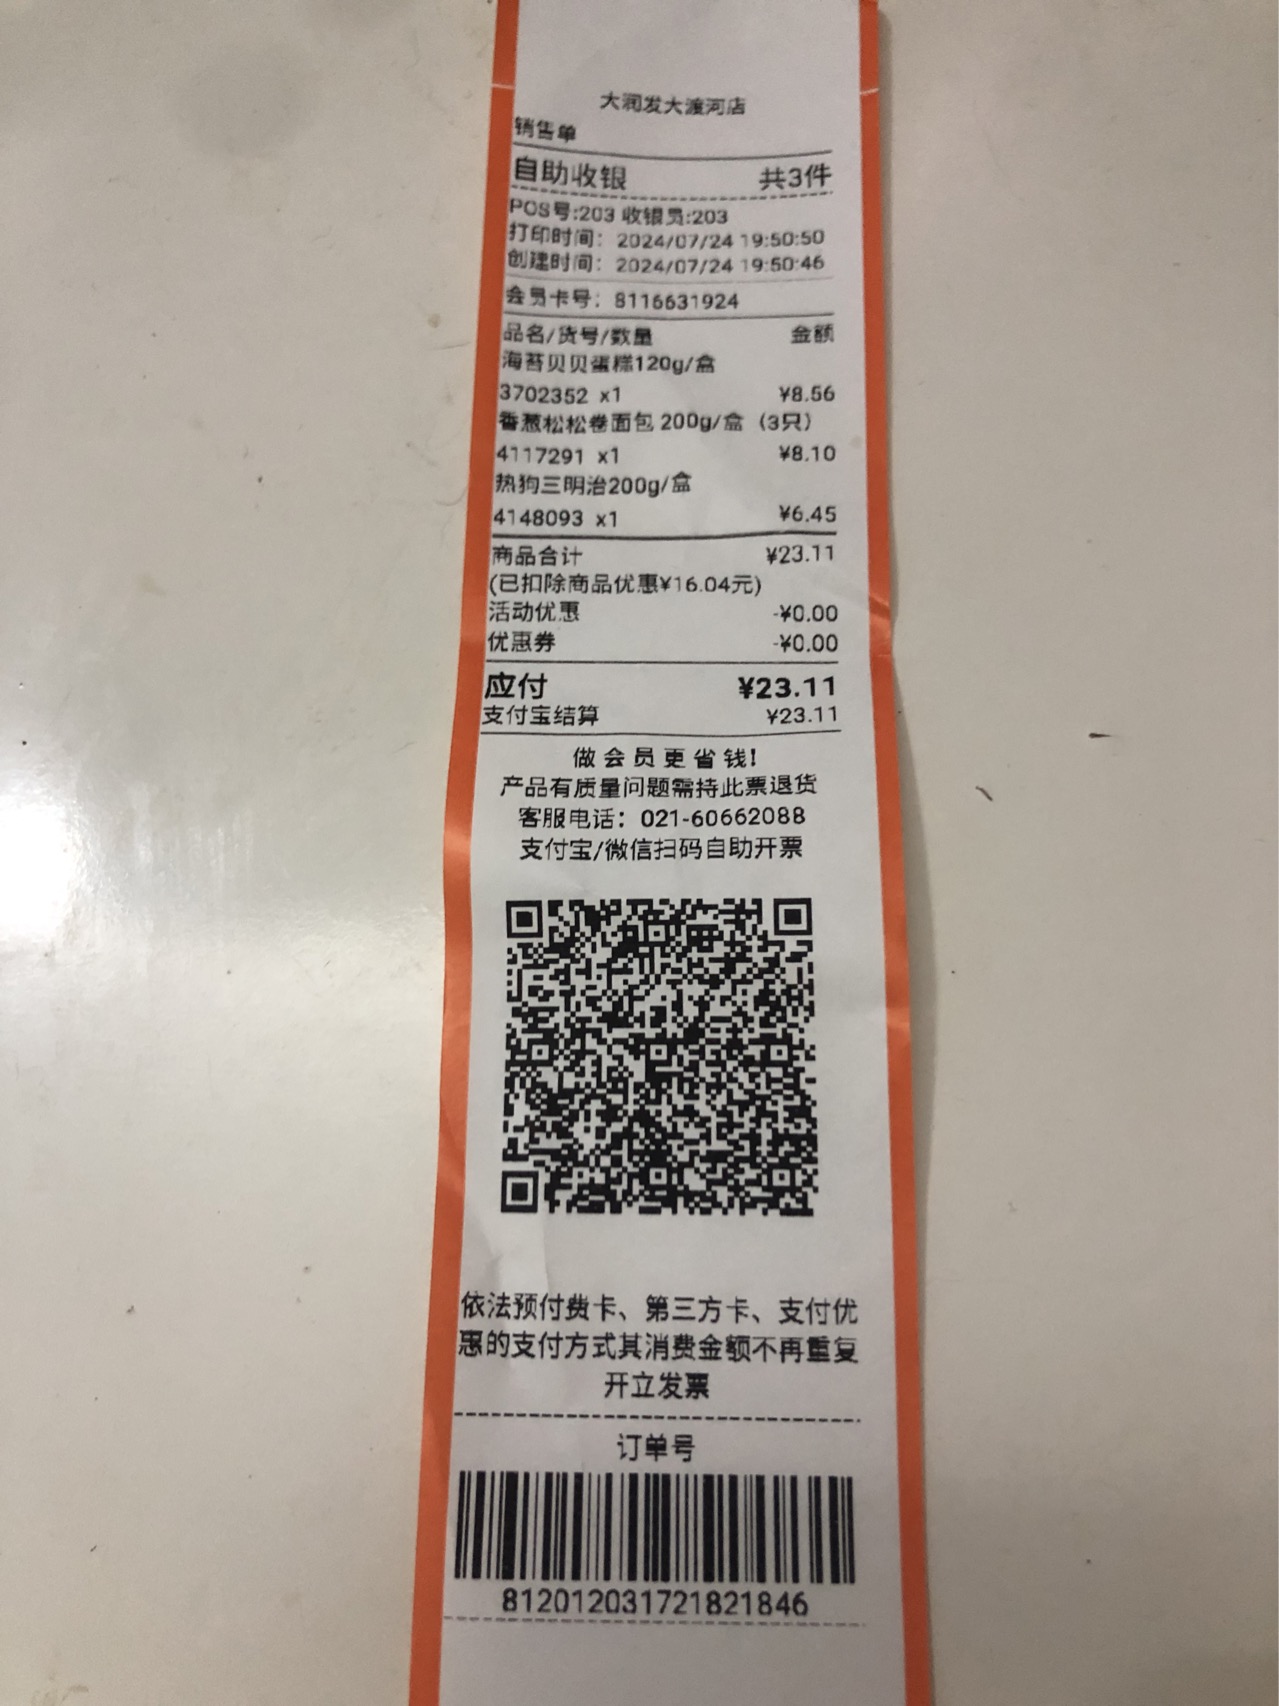 大润发大渡河店
销售单
自助收银 共3件
POS号:203 收银员:203
打印时间：2024/07/24 19:50:50
创建时间：2024/07/24 19:50:46
会员卡号：8116631924
品名/货号/数量 金额
海苔贝贝蛋糕120g/盒
3702352 x1 ¥8.56
香葱松松卷面包 200g/盒（3只）
4117291 x1 ¥8.10
热狗三明治200g/盒
4148093 x1 ¥6.45
商品合计 ¥23.11
(已扣除商品优惠¥16.04元)
活动优惠 -¥0.00
优惠券 -¥0.00
应付 ¥23.11
支付宝结算 ¥23.11
做会员更省钱!
产品有质量问题需持此票退货
客服电话：021-60662088
支付宝/微信扫码自助开票
依法预付费卡、第三方卡、支付优
惠的支付方式其消费金额不再重复
开立发票
订单号
812012031721821846